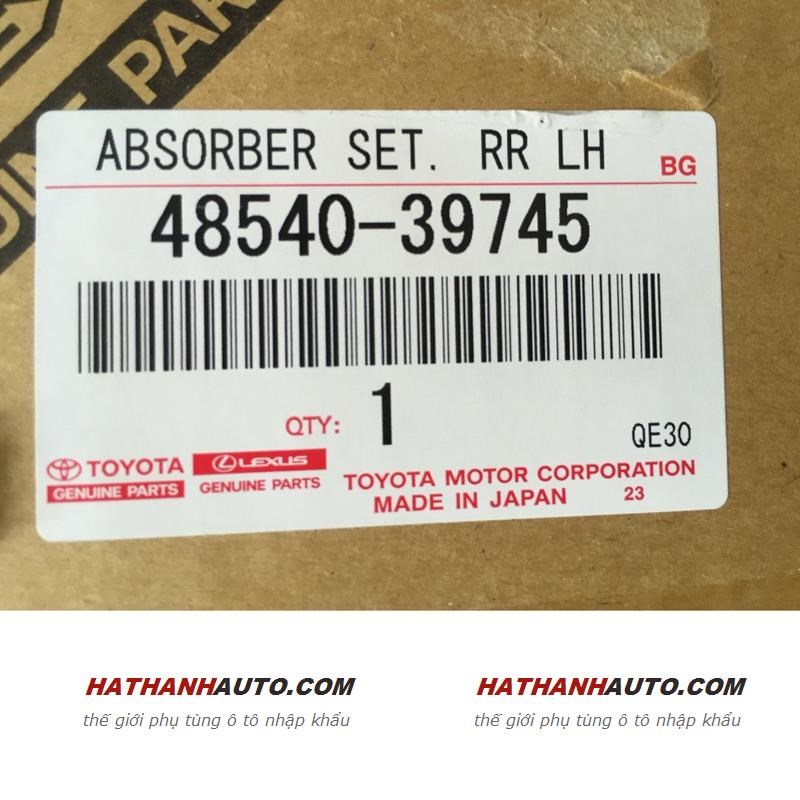 PAR
UIN
ABSORBER SET. RR LH BG
48540-39745
QTY: 1
QE30
TOYOTA
GENUINE PARTS
LEXUS
GENUINE PARTS
TOYOTA MOTOR CORPORATION
MADE IN JAPAN 23
HATHANHAUTO.COM
thế giới phụ tùng ô tô nhập khẩu
HATHANHAUTO.COM
thế giới phụ tùng ô tô nhập khẩu